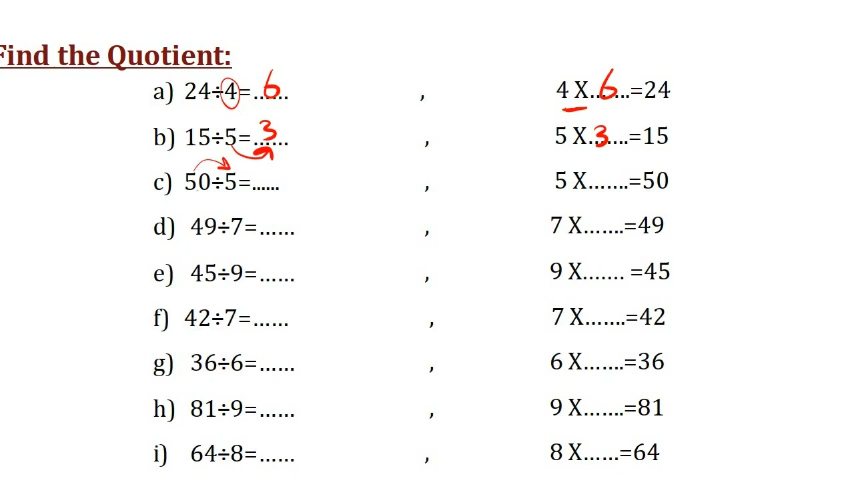 Find the Quotient:
a) 24÷4=...6... , 4 X...6....=24
b) 15÷5=...3... , 5 X.3.....=15
c) 50÷5=...... , 5 X.......=50
d) 49÷7=...... , 7 X.......=49
e) 45÷9=...... , 9 X....... =45
f) 42÷7=...... , 7 X.......=42
g) 36÷6=...... , 6 X.......=36
h) 81÷9=...... , 9 X.......=81
i) 64÷8=...... , 8 X......=64